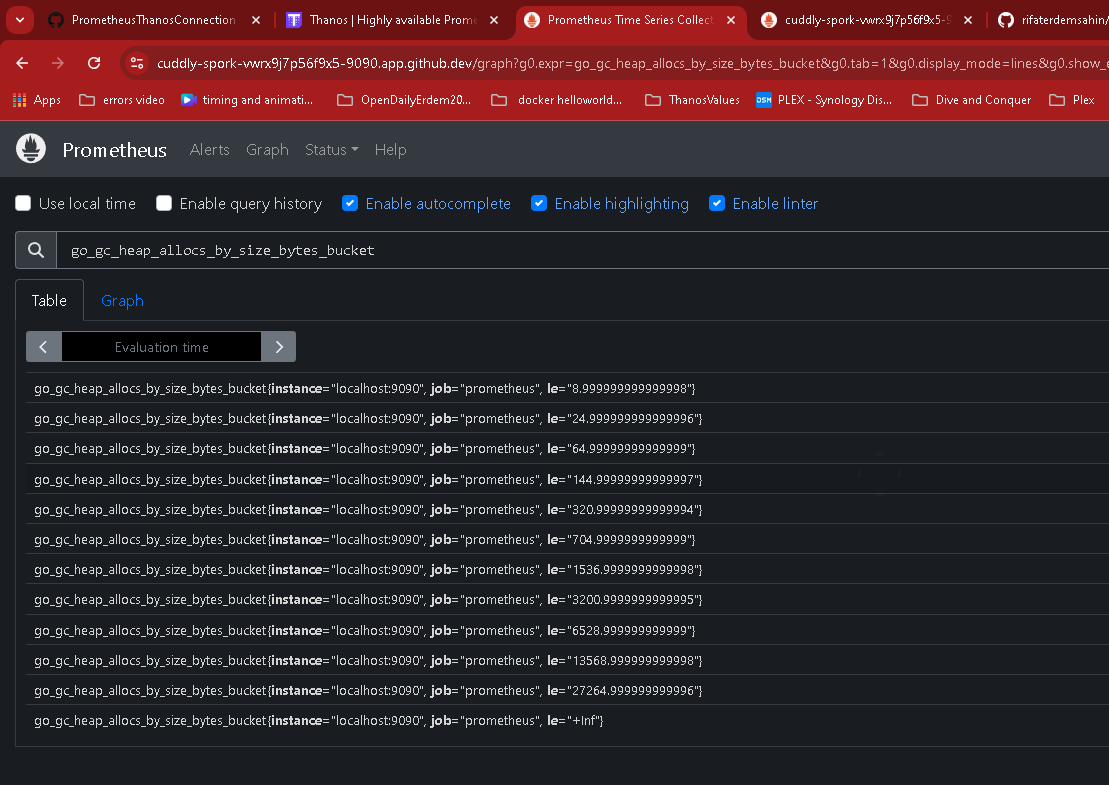 PrometheusThanosConnection
Thanos | Highly available Prome
Prometheus Time Series Collect
cuddly-spork-vwrx9j7p56f9x5-9
rifaterdemsahin/
cuddly-spork-vwrx9j7p56f9x5-9090.app.github.dev/graph?g0.expr=go_gc_heap_allocs_by_size_bytes_bucket&g0.tab=1&g0.display_mode=lines&g0.show_e
Apps
errors video
timing and animati...
OpenDailyErdem20...
docker helloworld...
ThanosValues
DSM PLEX - Synology Dis...
Dive and Conquer
Plex
Prometheus
Alerts
Graph
Status
Help
Use local time
Enable query history
Enable autocomplete
Enable highlighting
Enable linter
go_gc_heap_allocs_by_size_bytes_bucket
Table
Graph
Evaluation time
go_gc_heap_allocs_by_size_bytes_bucket{instance="localhost:9090", job="prometheus", le="8.999999999999998"}
go_gc_heap_allocs_by_size_bytes_bucket{instance="localhost:9090", job="prometheus", le="24.999999999999996"}
go_gc_heap_allocs_by_size_bytes_bucket{instance="localhost:9090", job="prometheus", le="64.99999999999999"}
go_gc_heap_allocs_by_size_bytes_bucket{instance="localhost:9090", job="prometheus", le="144.99999999999997"}
go_gc_heap_allocs_by_size_bytes_bucket{instance="localhost:9090", job="prometheus", le="320.99999999999994"}
go_gc_heap_allocs_by_size_bytes_bucket{instance="localhost:9090", job="prometheus", le="704.9999999999999"}
go_gc_heap_allocs_by_size_bytes_bucket{instance="localhost:9090", job="prometheus", le="1536.9999999999998"}
go_gc_heap_allocs_by_size_bytes_bucket{instance="localhost:9090", job="prometheus", le="3200.9999999999995"}
go_gc_heap_allocs_by_size_bytes_bucket{instance="localhost:9090", job="prometheus", le="6528.999999999999"}
go_gc_heap_allocs_by_size_bytes_bucket{instance="localhost:9090", job="prometheus", le="13568.999999999998"}
go_gc_heap_allocs_by_size_bytes_bucket{instance="localhost:9090", job="prometheus", le="27264.999999999996"}
go_gc_heap_allocs_by_size_bytes_bucket{instance="localhost:9090", job="prometheus", le="+Inf"}